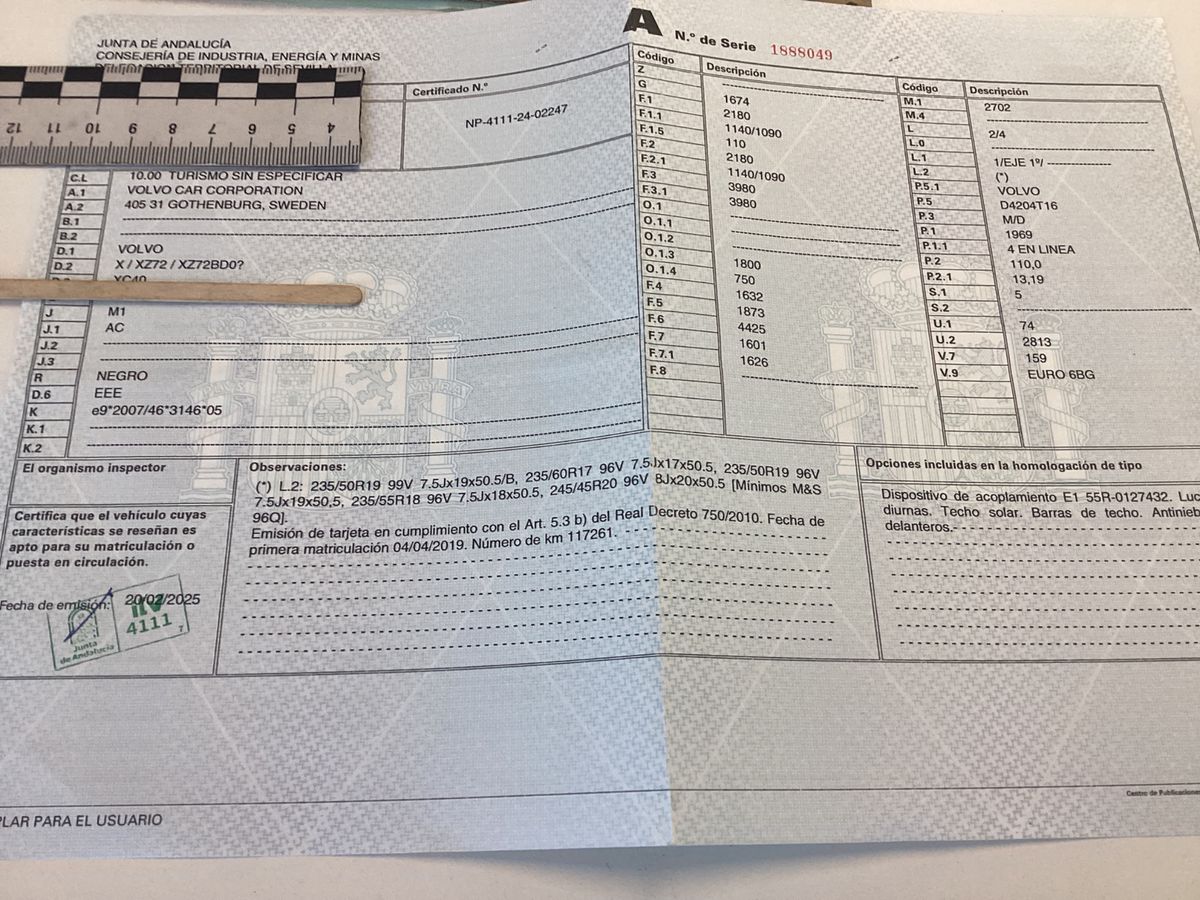 JUNTA DE ANDALUCÍA
CONSEJERÍA DE INDUSTRIA, ENERGÍA Y MINAS
Certificado N.º
NP-4111-24-02247
12 11 10 9 8 7 6 5 4
C.L 10.00 TURISMO SIN ESPECIFICAR
A.1 VOLVO CAR CORPORATION
A.2 405 31 GOTHENBURG, SWEDEN
B.1
B.2
D.1 VOLVO
D.2 X / XZ72 / XZ72BD0?
XC40
J M1
J.1 AC
J.2
J.3
R NEGRO
D.6 EEE
K e9*2007/46*3146*05
K.1
K.2
A N.º de Serie 1888049
Código Descripción
Z
G 1674
F.1 2180
F.1.1 1140/1090
F.1.5 110
F.2 2180
F.2.1 1140/1090
F.3 3980
F.3.1 3980
O.1
O.1.1
O.1.2
O.1.3 1800
O.1.4 750
F.4 1632
F.5 1873
F.6 4425
F.7 1601
F.7.1 1626
F.8
Código Descripción
M.1 2702
M.4
L 2/4
L.0
L.1 1/EJE 1º/
L.2 (*)
P.5.1 VOLVO
P.5 D4204T16
P.3 M/D
P.1 1969
P.1.1 4 EN LINEA
P.2 110,0
P.2.1 13,19
S.1 5
S.2
U.1 74
U.2 2813
V.7 159
V.9 EURO 6BG
El organismo inspector
Certifica que el vehículo cuyas
características se reseñan es
apto para su matriculación o
puesta en circulación.
Fecha de emisión: 20/02/2025
Junta
de Andalucía
ITV
4111
7
Observaciones:
(*) L.2: 235/50R19 99V 7.5Jx19x50.5/B, 235/60R17 96V 7.5Jx17x50.5, 235/50R19 96V
7.5Jx19x50.5, 235/55R18 96V 7.5Jx18x50.5, 245/45R20 96V 8Jx20x50.5 [Mínimos M&S
96Q].
Emisión de tarjeta en cumplimiento con el Art. 5.3 b) del Real Decreto 750/2010. Fecha de
primera matriculación 04/04/2019. Número de km 117261.
Opciones incluidas en la homologación de tipo
Dispositivo de acoplamiento E1 55R-0127432. Luc
diurnas. Techo solar. Barras de techo. Antinieb
delanteros.
Centro de Publicaciones
PLAR PARA EL USUARIO